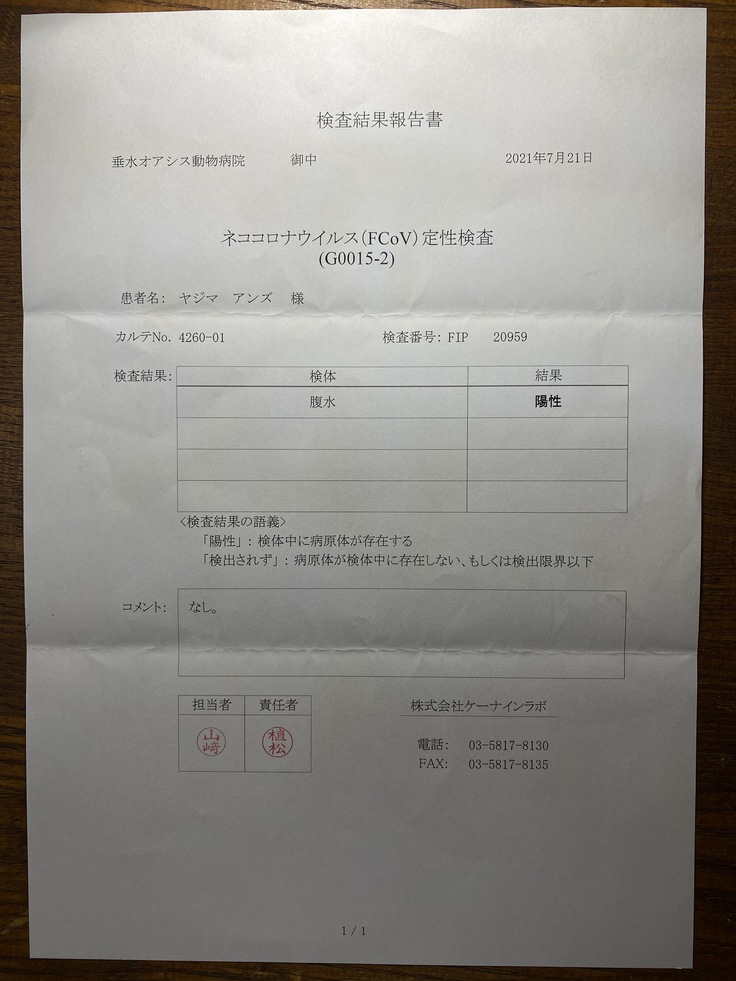 検査結果報告書
垂水オアシス動物病院 御中 2021年7月21日
ネココロナウイルス(FCoV)定性検査
(G0015-2)
患者名: ヤジマ アンズ 様
カルテNo. 4260-01 検査番号: FIP 20959
検査結果: 検体 結果
腹水 陽性
<検査結果の語義>
「陽性」: 検体中に病原体が存在する
「検出されず」: 病原体が検体中に存在しない、もしくは検出限界以下
コメント: なし。
担当者 責任者 株式会社ケーナインラボ
山崎 植松
電話: 03-5817-8130
FAX: 03-5817-8135
1 / 1